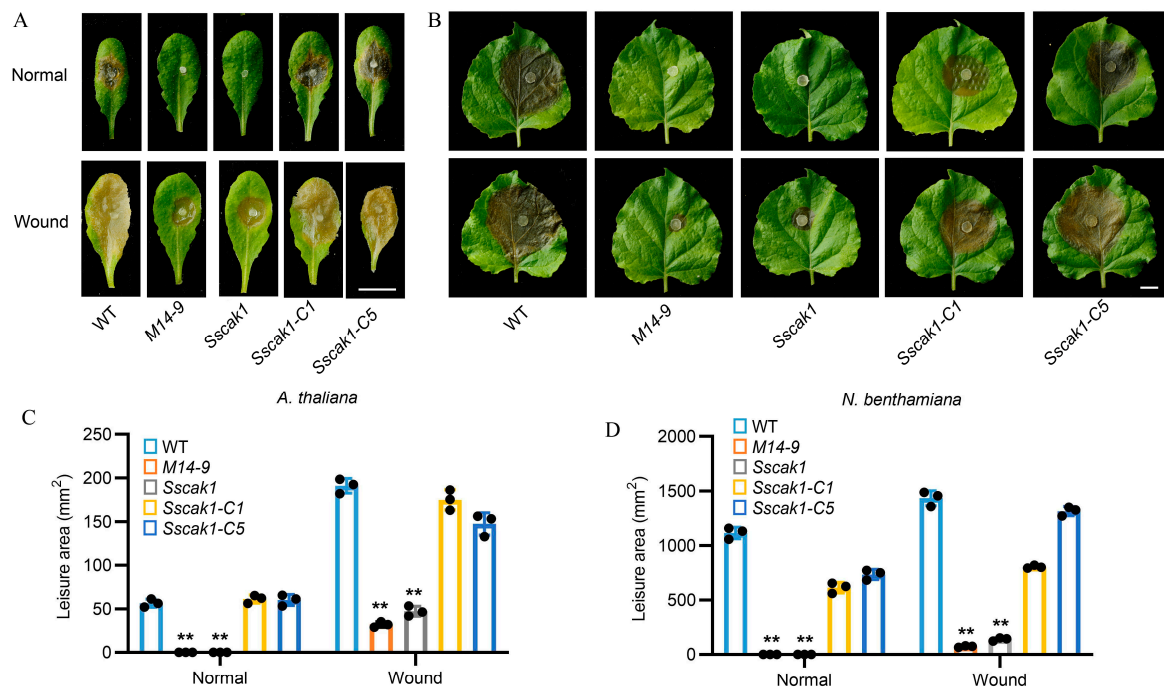 A
B
Normal
Wound
WT
M14-9
Sscak1
Sscak1-C1
Sscak1-C5
WT
M14-9
Sscak1
Sscak1-C1
Sscak1-C5
A. thaliana
N. benthamiana
C
Leisure area (mm²)
250
200
150
100
50
0
WT
M14-9
Sscak1
Sscak1-C1
Sscak1-C5
** **
** **
Normal
Wound
D
Leisure area (mm²)
2000
1500
1000
500
0
WT
M14-9
Sscak1
Sscak1-C1
Sscak1-C5
** **
** **
Normal
Wound